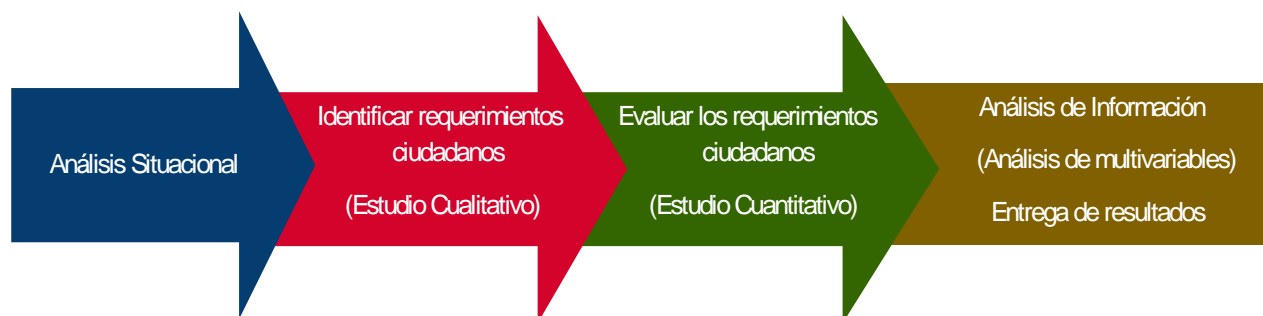 Análisis Situacional
Identificar requerimientos
ciudadanos
(Estudio Cualitativo)
Evaluar los requerimientos
ciudadanos
(Estudio Cuantitativo)
Análisis de Información
(Análisis de multivariables)
Entrega de resultados